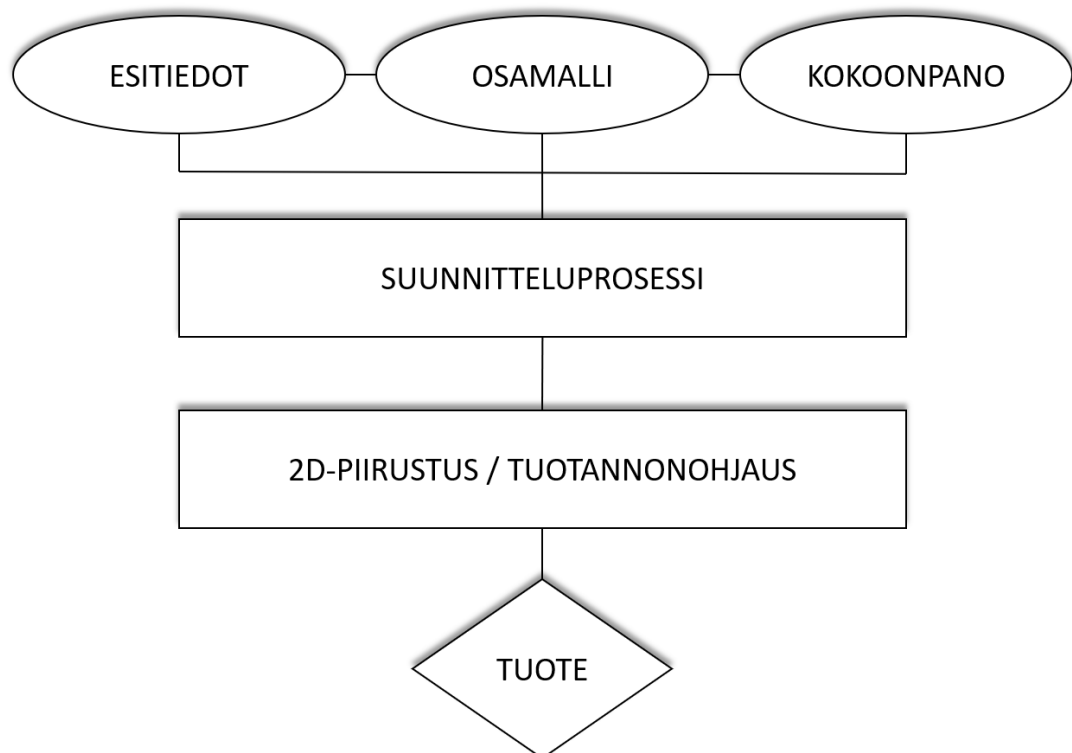 ESITIEDOT
OSAMALLI
KOKOONPANO
SUUNNITTELUPROSESSI
2D-PIIRUSTUS / TUOTANNONOHJAUS
TUOTE